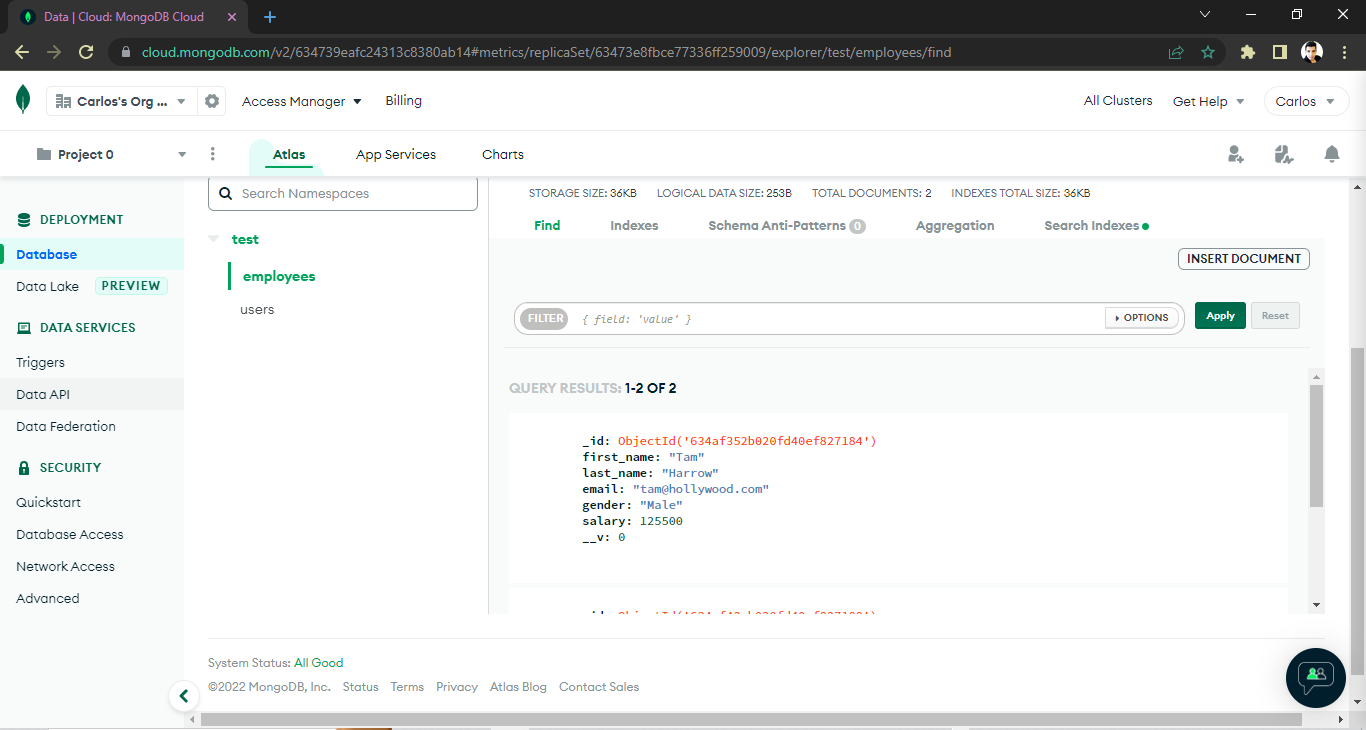 Data | Cloud: MongoDB Cloud
cloud.mongodb.com/v2/634739eafc24313c8380ab14#metrics/replicaSet/63473e8fbce77336ff259009/explorer/test/employees/find
Carlos's Org ...
Access Manager
Billing
All Clusters
Get Help
Carlos
Project 0
Atlas
App Services
Charts
DEPLOYMENT
Database
Data Lake PREVIEW
DATA SERVICES
Triggers
Data API
Data Federation
SECURITY
Quickstart
Database Access
Network Access
Advanced
Search Namespaces
test
employees
users
STORAGE SIZE: 36KB LOGICAL DATA SIZE: 253B TOTAL DOCUMENTS: 2 INDEXES TOTAL SIZE: 36KB
Find Indexes Schema Anti-Patterns 0 Aggregation Search Indexes
INSERT DOCUMENT
FILTER { field: 'value' } OPTIONS Apply Reset
QUERY RESULTS: 1-2 OF 2
_id: ObjectId('634af352b020fd40ef827184')
first_name: "Tam"
last_name: "Harrow"
email: "tam@hollywood.com"
gender: "Male"
salary: 125500
__v: 0
System Status: All Good
©2022 MongoDB, Inc. Status Terms Privacy Atlas Blog Contact Sales